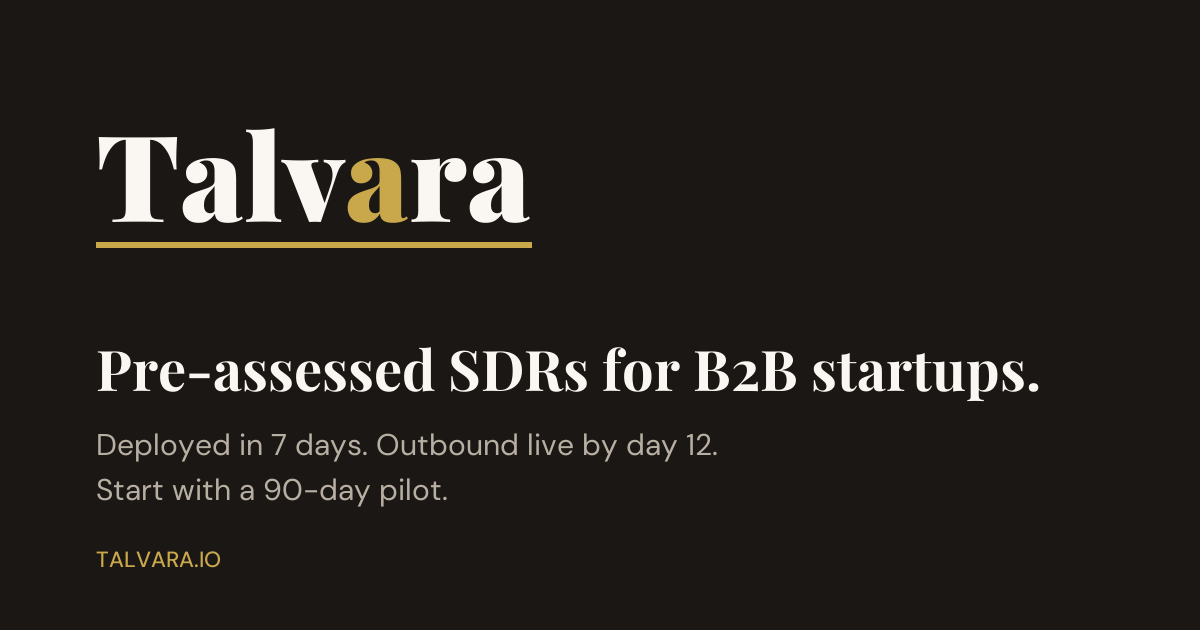 Talvara
Pre-assessed SDRs for B2B startups.
Deployed in 7 days. Outbound live by day 12.
Start with a 90-day pilot.
TALVARA.IO